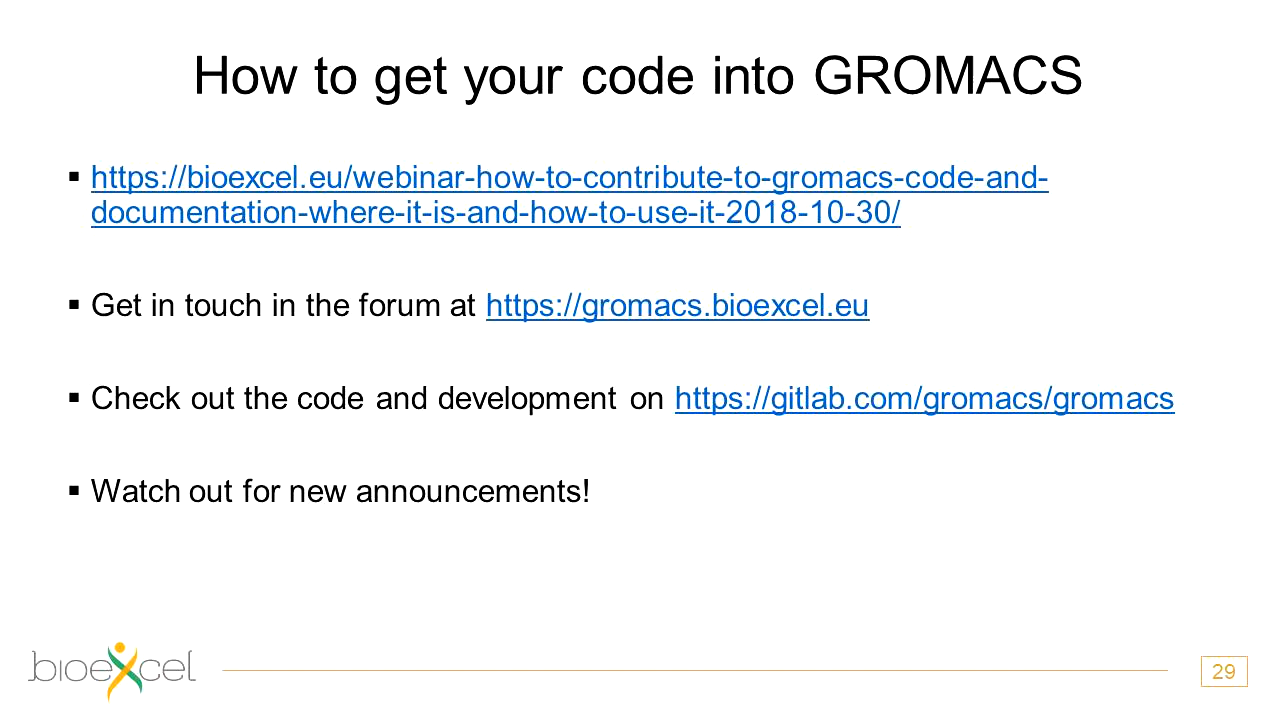 How to get your code into GROMACS
▪ https://bioexcel.eu/webinar-how-to-contribute-to-gromacs-code-and-
documentation-where-it-is-and-how-to-use-it-2018-10-30/
▪ Get in touch in the forum at https://gromacs.bioexcel.eu
▪ Check out the code and development on https://gitlab.com/gromacs/gromacs
▪ Watch out for new announcements!
bioexcel
29